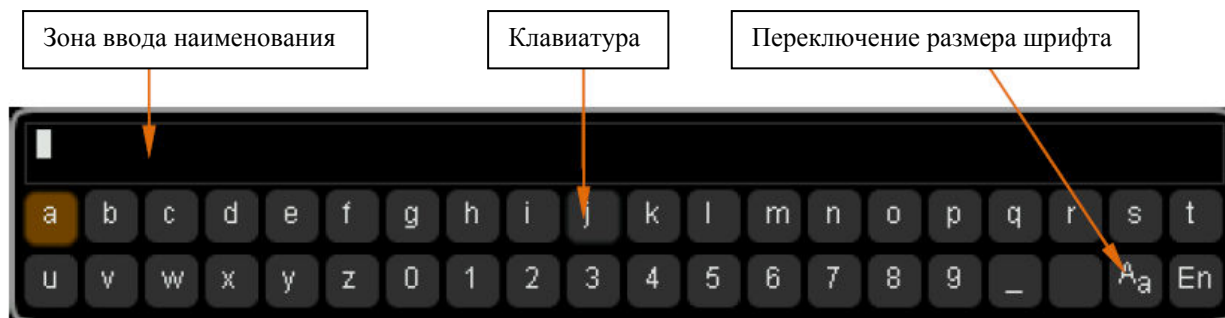 Зона ввода наименования
Клавиатура
Переключение размера шрифта
a b c d e f g h i j k l m n o p q r s t
u v w x y z 0 1 2 3 4 5 6 7 8 9 _ Aa En